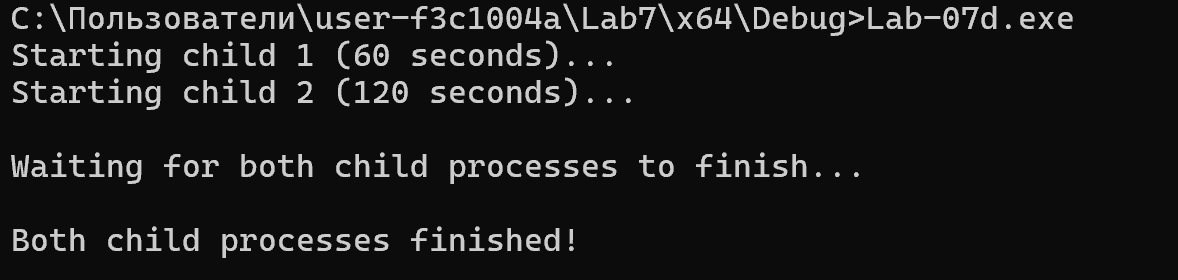 C:\Пользователи\user-f3c1004a\Lab7\x64\Debug>Lab-07d.exe
Starting child 1 (60 seconds)...
Starting child 2 (120 seconds)...
Waiting for both child processes to finish...
Both child processes finished!